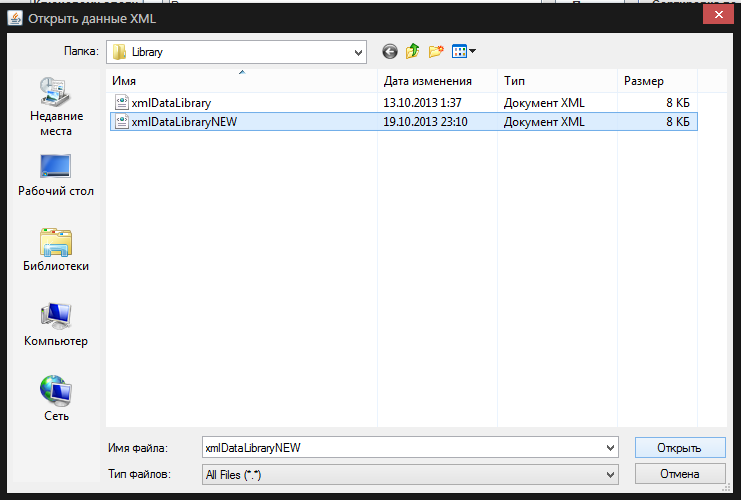 Открыть данные XML
Папка: Library
Имя Дата изменения Тип Размер
xmlDataLibrary 13.10.2013 1:37 Документ XML 8 КБ
xmlDataLibraryNEW 19.10.2013 23:10 Документ XML 8 КБ
Недавние
места
Рабочий стол
Библиотеки
Компьютер
Сеть
Имя файла: xmlDataLibraryNEW Открыть
Тип файлов: All Files (*.*) Отмена